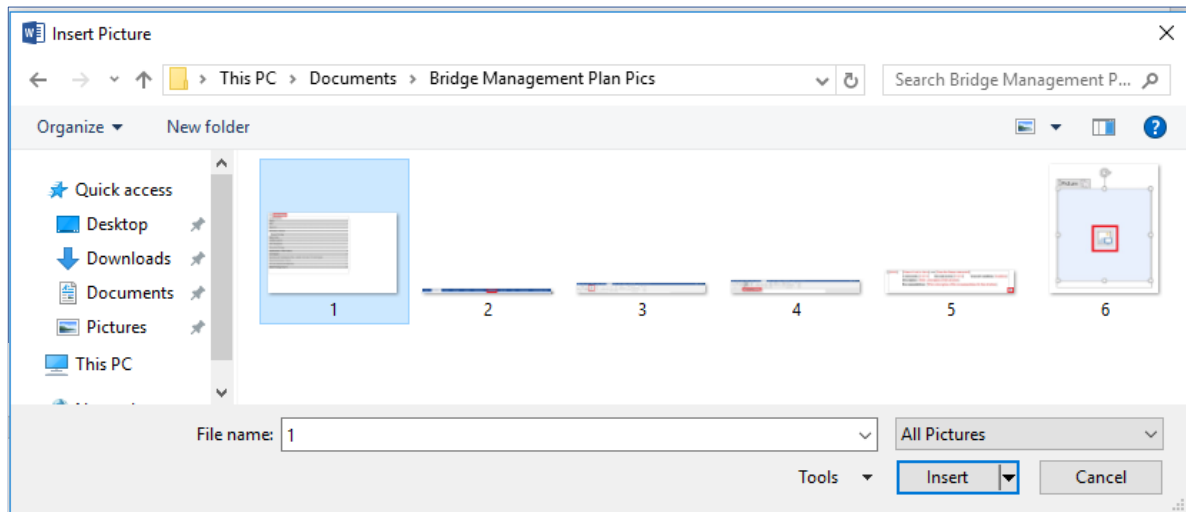 Insert Picture
This PC > Documents > Bridge Management Plan Pics
Search Bridge Management P...
Organize
New folder
Quick access
Desktop
Downloads
Documents
Pictures
This PC
1
2
3
4
5
6
File name: 1
All Pictures
Tools
Insert
Cancel